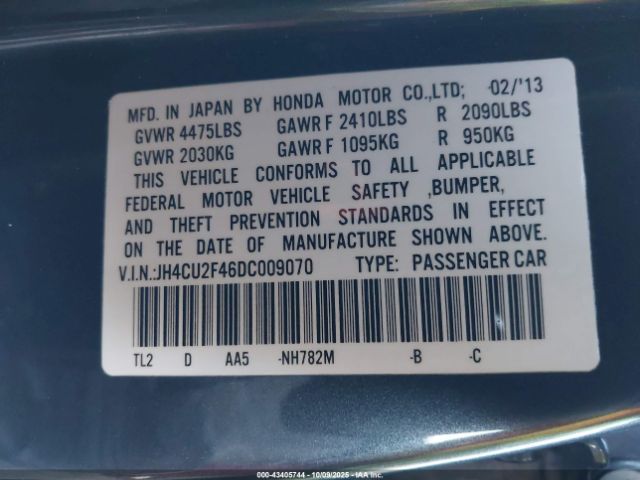 MFD. IN JAPAN BY HONDA MOTOR CO.,LTD; 02/'13
GVWR 4475LBS GAWR F 2410LBS R 2090LBS
GVWR 2030KG GAWR F 1095KG R 950KG
THIS VEHICLE CONFORMS TO ALL APPLICABLE
FEDERAL MOTOR VEHICLE SAFETY ,BUMPER,
AND THEFT PREVENTION STANDARDS IN EFFECT
ON THE DATE OF MANUFACTURE SHOWN ABOVE.
V.I.N.:JH4CU2F46DC009070 TYPE: PASSENGER CAR
TL2 D AA5 -NH782M -B -C
000-43405744 - 10/09/2025 - IAAI, Inc.